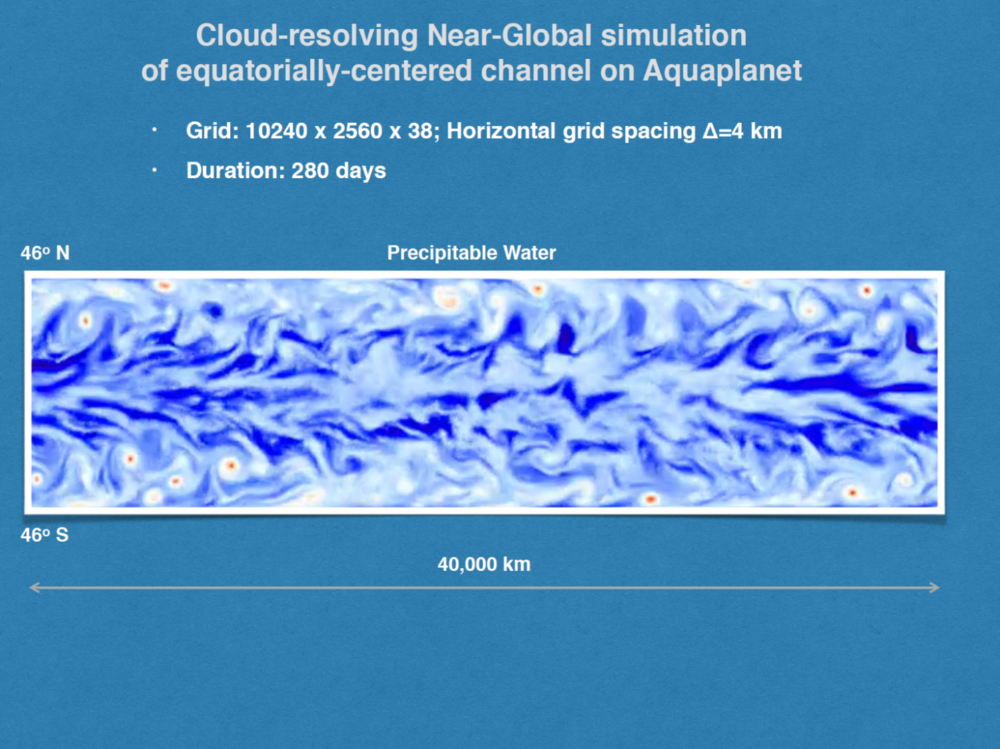 Cloud-resolving Near-Global simulation
of equatorially-centered channel on Aquaplanet
• Grid: 10240 x 2560 x 38; Horizontal grid spacing Δ=4 km
• Duration: 280 days
46º N
Precipitable Water
46º S
40,000 km